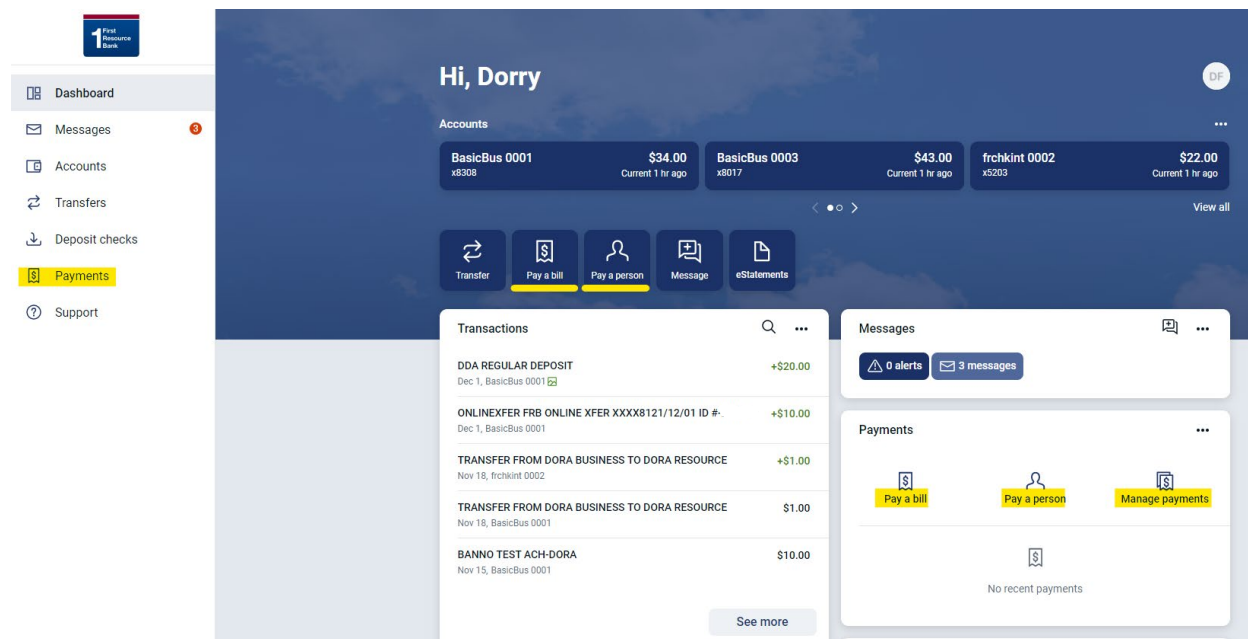 1 First Resource Bank
Dashboard
Messages 3
Accounts
Transfers
Deposit checks
Payments
Support
Hi, Dorry
DF
Accounts
BasicBus 0001 $34.00
x8308 Current 1 hr ago
BasicBus 0003 $43.00
x8017 Current 1 hr ago
frchkint 0002 $22.00
x5203 Current 1 hr ago
View all
Transfer
Pay a bill
Pay a person
Message
eStatements
Transactions
DDA REGULAR DEPOSIT +$20.00
Dec 1, BasicBus 0001
ONLINEXFER FRB ONLINE XFER XXXX8121/12/01 ID #-.. +$10.00
Dec 1, BasicBus 0001
TRANSFER FROM DORA BUSINESS TO DORA RESOURCE +$1.00
Nov 18, frchkint 0002
TRANSFER FROM DORA BUSINESS TO DORA RESOURCE $1.00
Nov 18, BasicBus 0001
BANNO TEST ACH-DORA $10.00
Nov 15, BasicBus 0001
See more
Messages
0 alerts
3 messages
Payments
Pay a bill
Pay a person
Manage payments
No recent payments